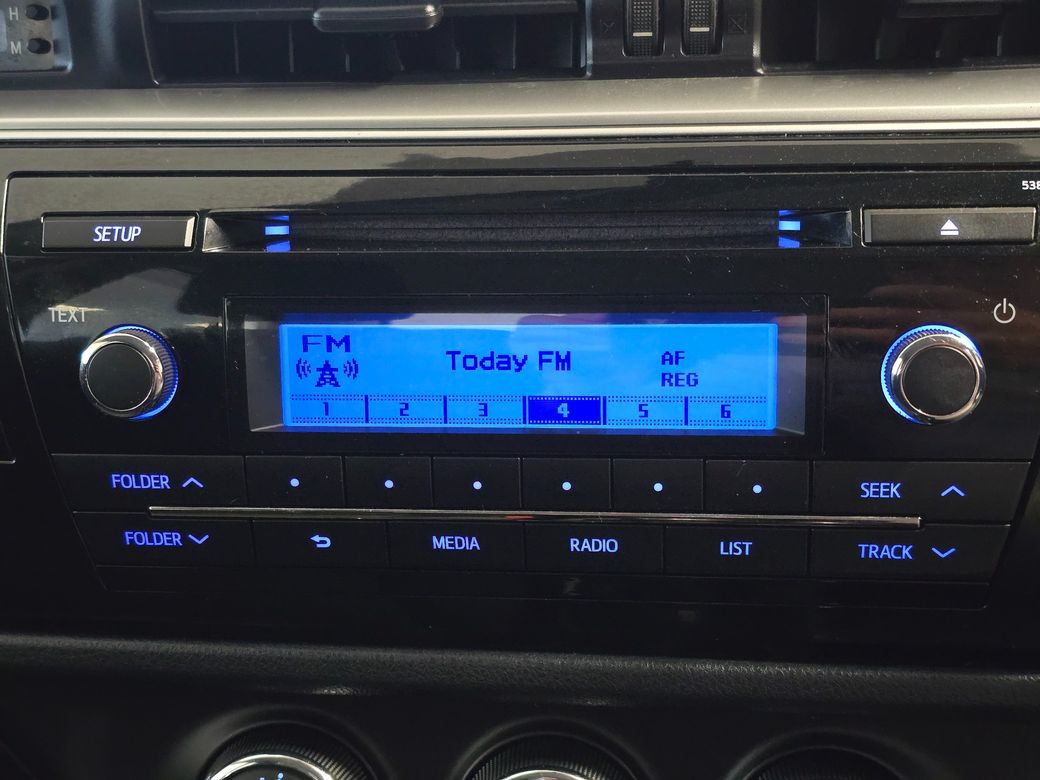 H
M
538
SETUP
TEXT
FM
Today FM
AF
REG
1 2 3 4 5 6
FOLDER
SEEK
FOLDER
MEDIA
RADIO
LIST
TRACK